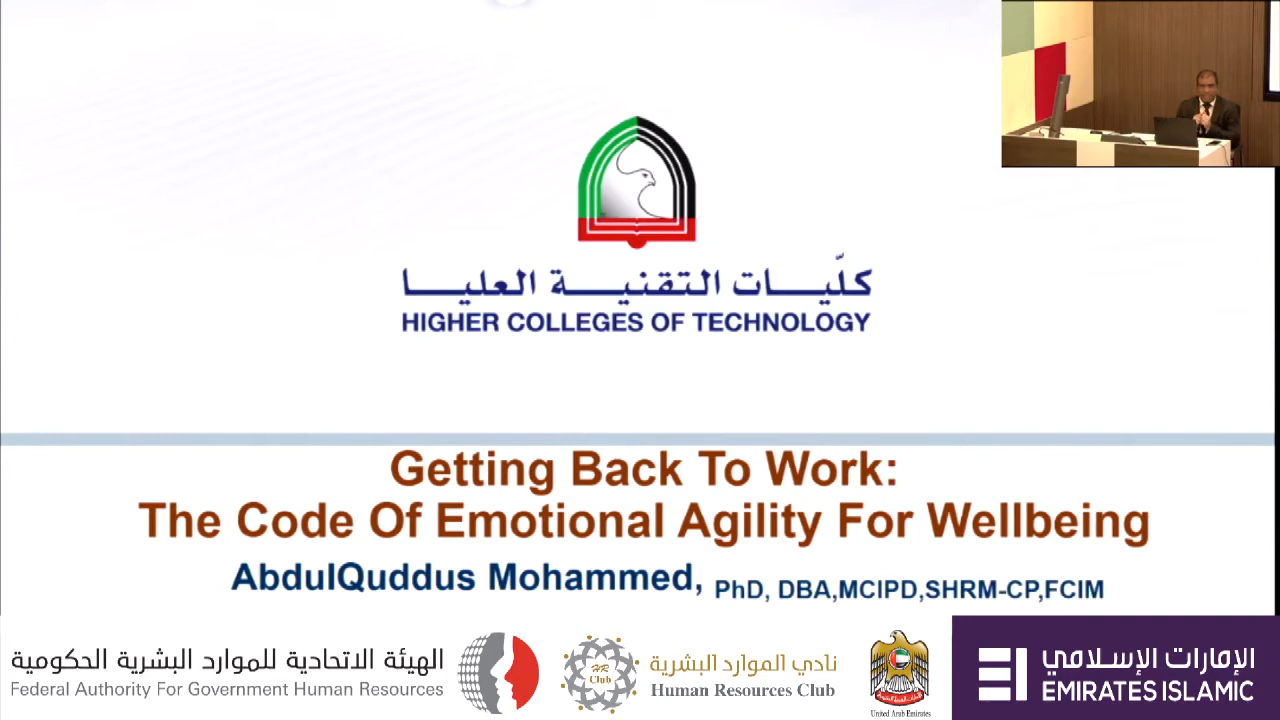 كلّيات التقنية العليا
HIGHER COLLEGES OF TECHNOLOGY
Getting Back To Work:
The Code Of Emotional Agility For Wellbeing
AbdulQuddus Mohammed, PhD, DBA,MCIPD,SHRM-CP,FCIM
الهيئة الاتحادية للموارد البشرية الحكومية
Federal Authority For Government Human Resources
HR
Club
نادي الموارد البشرية
Human Resources Club
United Arab Emirates
الإمارات الإسلامي
EMIRATES ISLAMIC